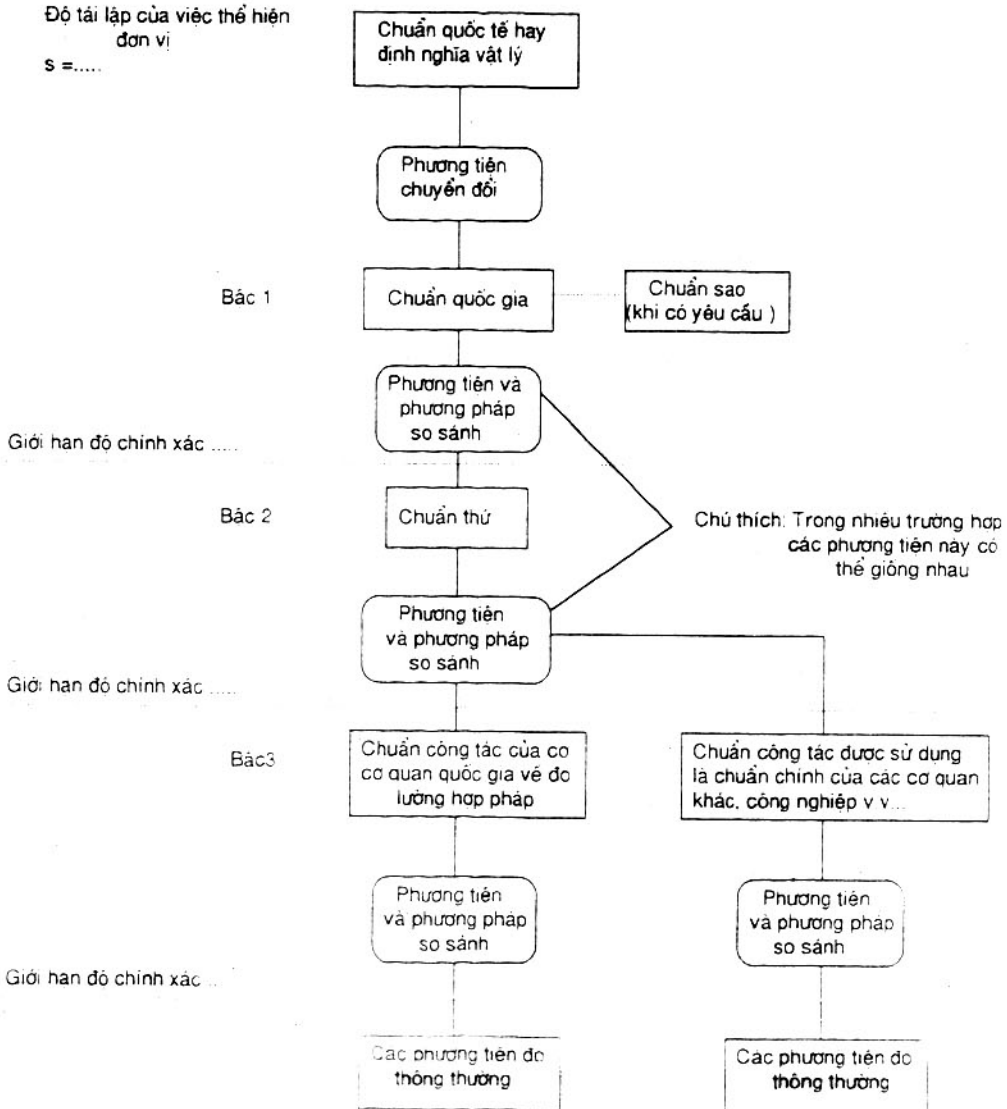 Độ tái lập của việc thể hiện
đơn vị
s =.....
Chuẩn quốc tế hay
định nghĩa vật lý
Phương tiện
chuyển đổi
Bâc 1
Chuẩn quốc gia
Chuẩn sao
(khi có yêu cầu )
Phương tiện và
phương pháp
so sánh
Giới han độ chính xác .....
Bâc 2
Chuẩn thứ
Chú thích: Trong nhiều trường hợp
các phương tiện này có
thể giống nhau
Phương tiện
và phương pháp
so sánh
Giới han độ chính xác .....
Bâc3
Chuẩn công tác của cơ
cơ quan quốc gia về đo
lường hợp pháp
Chuẩn công tác được sử dụng
là chuẩn chính của các cơ quan
khác, công nghiệp v v...
Phương tiện
và phương pháp
so sánh
Phương tiện
và phương pháp
so sánh
Giới han độ chính xác ...
Các phương tiện đo
thông thường
Các phương tiện đo
thông thường